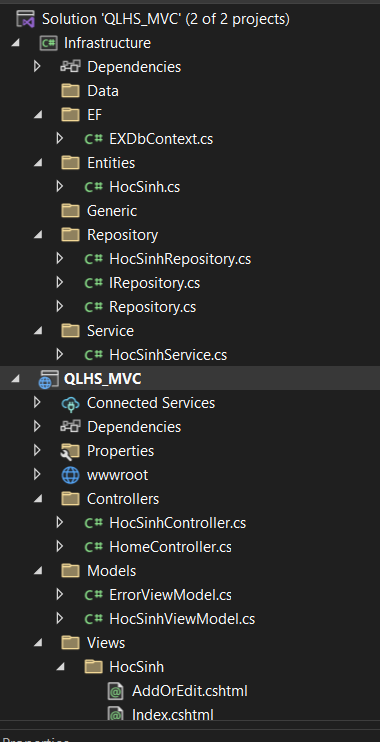 Solution 'QLHS_MVC' (2 of 2 projects)
Infrastructure
Dependencies
Data
EF
EXDbContext.cs
Entities
HocSinh.cs
Generic
Repository
HocSinhRepository.cs
IRepository.cs
Repository.cs
Service
HocSinhService.cs
QLHS_MVC
Connected Services
Dependencies
Properties
wwwroot
Controllers
HocSinhController.cs
HomeController.cs
Models
ErrorViewModel.cs
HocSinhViewModel.cs
Views
HocSinh
AddOrEdit.cshtml
Index.cshtml
Properties